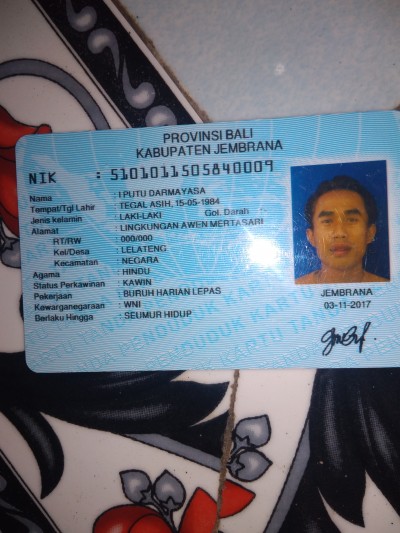 PROVINSI BALI
KABUPATEN JEMBRANA
NIK : 5101011505840009
Nama : I PUTU DARMAYASA
Tempat/Tgl Lahir : TEGAL ASIH, 15-05-1984
Jenis kelamin : LAKI-LAKI Gol. Darah :
Alamat : LINGKUNGAN AWEN MERTASARI
RT/RW : 000/000
Kel/Desa : LELATENG
Kecamatan : NEGARA
Agama : HINDU
Status Perkawinan : KAWIN
Pekerjaan : BURUH HARIAN LEPAS
Kewarganegaraan : WNI
Berlaku Hingga : SEUMUR HIDUP
JEMBRANA
03-11-2017